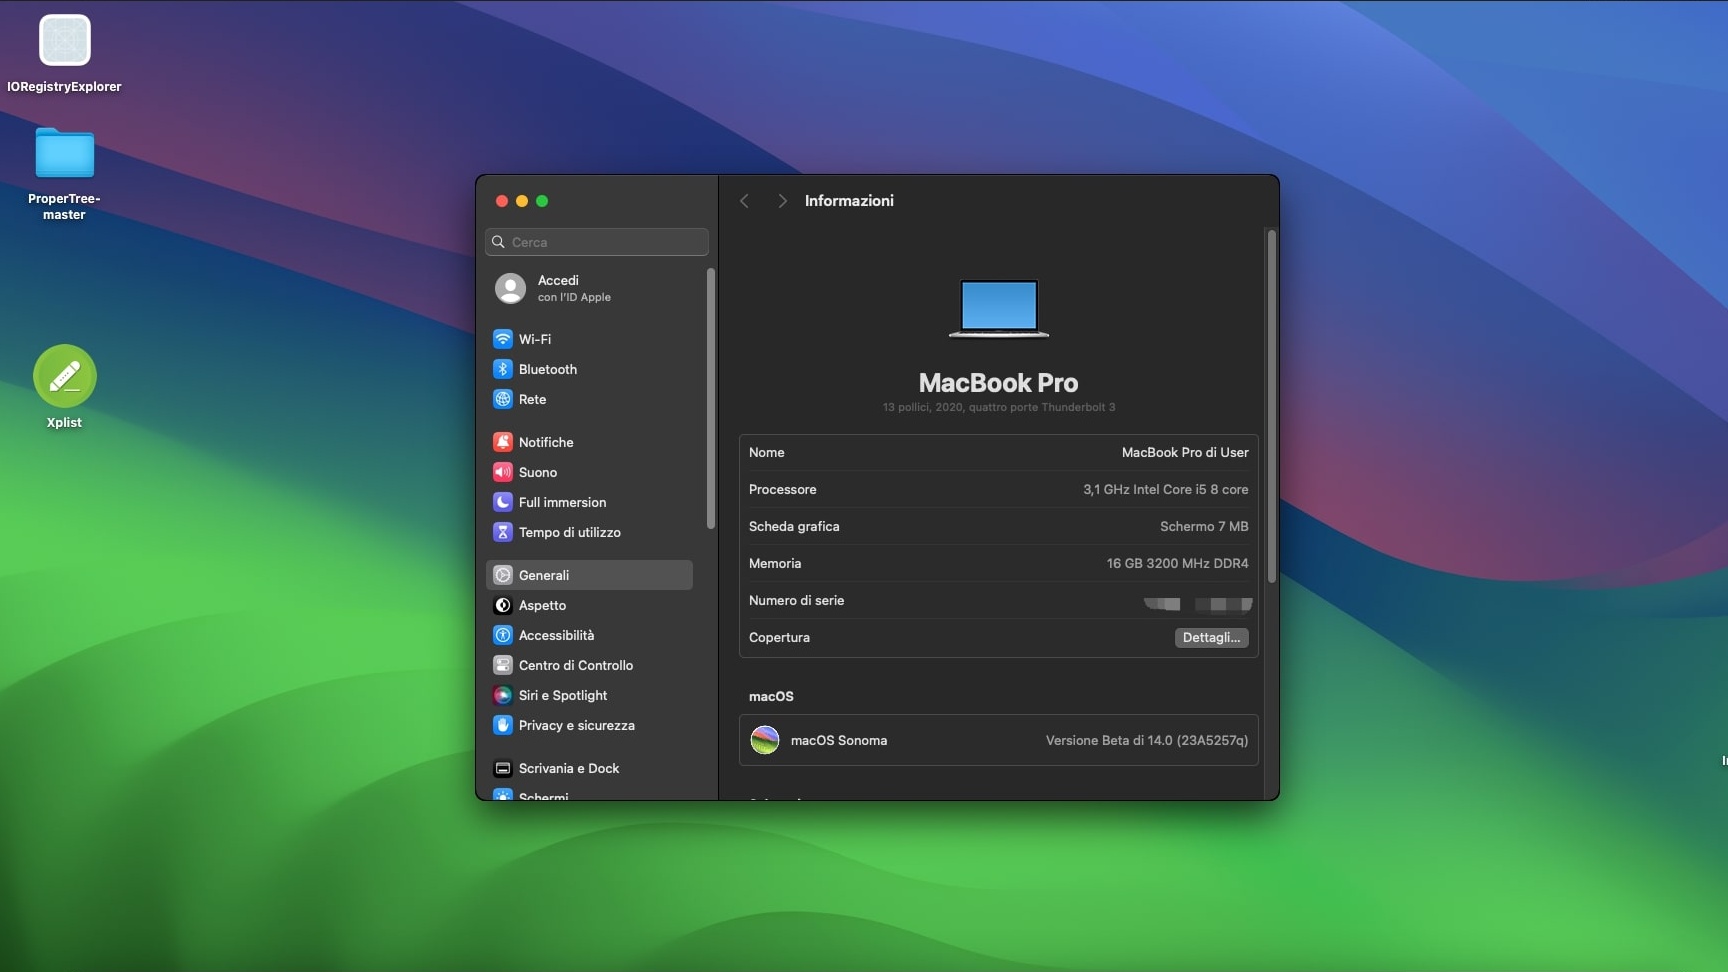 IORegistryExplorer
ProperTree-
master
Xplist
Cerca
Accedi
con l'ID Apple
Wi-Fi
Bluetooth
Rete
Notifiche
Suono
Full immersion
Tempo di utilizzo
Generali
Aspetto
Accessibilità
Centro di Controllo
Siri e Spotlight
Privacy e sicurezza
Scrivania e Dock
Schermi
Informazioni
MacBook Pro
13 pollici, 2020, quattro porte Thunderbolt 3
Nome MacBook Pro di User
Processore 3,1 GHz Intel Core i5 8 core
Scheda grafica Schermo 7 MB
Memoria 16 GB 3200 MHz DDR4
Numero di serie
Copertura Dettagli...
macOS
macOS Sonoma Versione Beta di 14.0 (23A5257q)